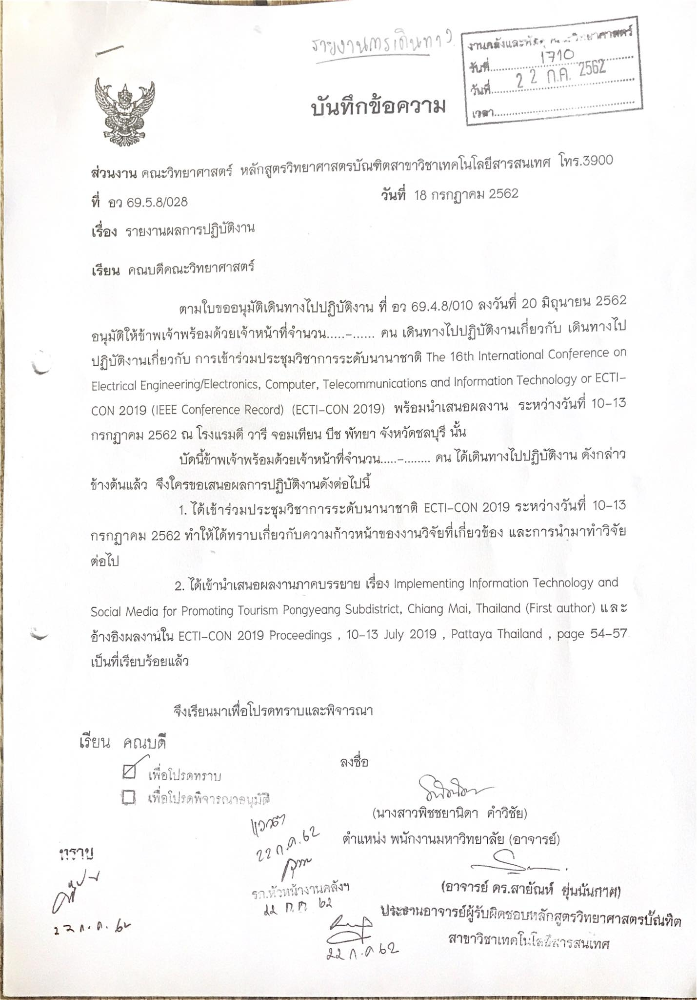 รายงานการเดินทาง
งานคลังและพัสดุ วิทยาศาสตร์
รับที่ 1710
วันที่ 22 ก.ค. 2562
เวลา
บันทึกข้อความ
ส่วนงาน คณะวิทยาศาสตร์ หลักสูตรวิทยาศาสตรบัณฑิตสาขาวิชาเทคโนโลยีสารสนเทศ โทร.3900
ที่ อว 69.5.8/028 วันที่ 18 กรกฎาคม 2562
เรื่อง รายงานผลการปฏิบัติงาน
เรียน คณบดีคณะวิทยาศาสตร์
ตามใบขออนุมัติเดินทางไปปฏิบัติงาน ที่ อว 69.4.8/010 ลงวันที่ 20 มิถุนายน 2562
อนุมัติให้ข้าพเจ้าพร้อมด้วยเจ้าหน้าที่จำนวน.....-...... คน เดินทางไปปฏิบัติงานเกี่ยวกับ เดินทางไป
ปฏิบัติงานเกี่ยวกับ การเข้าร่วมประชุมวิชาการระดับนานาชาติ The 16th International Conference on
Electrical Engineering/Electronics, Computer, Telecommunications and Information Technology or ECTI-
CON 2019 (IEEE Conference Record) (ECTI-CON 2019) พร้อมนำเสนอผลงาน ระหว่างวันที่ 10-13
กรกฎาคม 2562 ณ โรงแรมดี วารี จอมเทียน บีช พัทยา จังหวัดชลบุรี นั้น
บัดนี้ข้าพเจ้าพร้อมด้วยเจ้าหน้าที่จำนวน.....-........ คน ได้เดินทางไปปฏิบัติงาน ดังกล่าว
ข้างต้นแล้ว จึงใครขอเสนอผลการปฏิบัติงานดังต่อไปนี้
1. ได้เข้าร่วมประชุมวิชาการระดับนานาชาติ ECTI-CON 2019 ระหว่างวันที่ 10-13
กรกฎาคม 2562 ทำให้ได้ทราบเกี่ยวกับความก้าวหน้าของงานวิจัยที่เกี่ยวข้อง และการนำมาทำวิจัย
ต่อไป
2. ได้เข้านำเสนอผลงานภาคบรรยาย เรื่อง Implementing Information Technology and
Social Media for Promoting Tourism Pongyeang Subdistrict, Chiang Mai, Thailand (First author) และ
อ้างอิงผลงานใน ECTI-CON 2019 Proceedings , 10-13 July 2019 , Pattaya Thailand , page 54-57
เป็นที่เรียบร้อยแล้ว
จึงเรียนมาเพื่อโปรดทราบและพิจารณา
เรียน คณบดี
เพื่อโปรดทราบ
เพื่อโปรดพิจารณาอนุมัติ
ลงชื่อ
(นางสาวพิชชยานิดา คำวิชัย)
ตำแหน่ง พนักงานมหาวิทยาลัย (อาจารย์)
22 ก.ค. 62
ทราบ
(อาจารย์ ดร.สายัณห์ อุ่นนันกาศ)
รก.หัวหน้างานคลังฯ
22 ก.ค 62
ประธานอาจารย์ผู้รับผิดชอบหลักสูตรวิทยาศาสตรบัณฑิต
สาขาวิชาเทคโนโลยีสารสนเทศ
22 ก.ค. 62
22 ก.ค 62